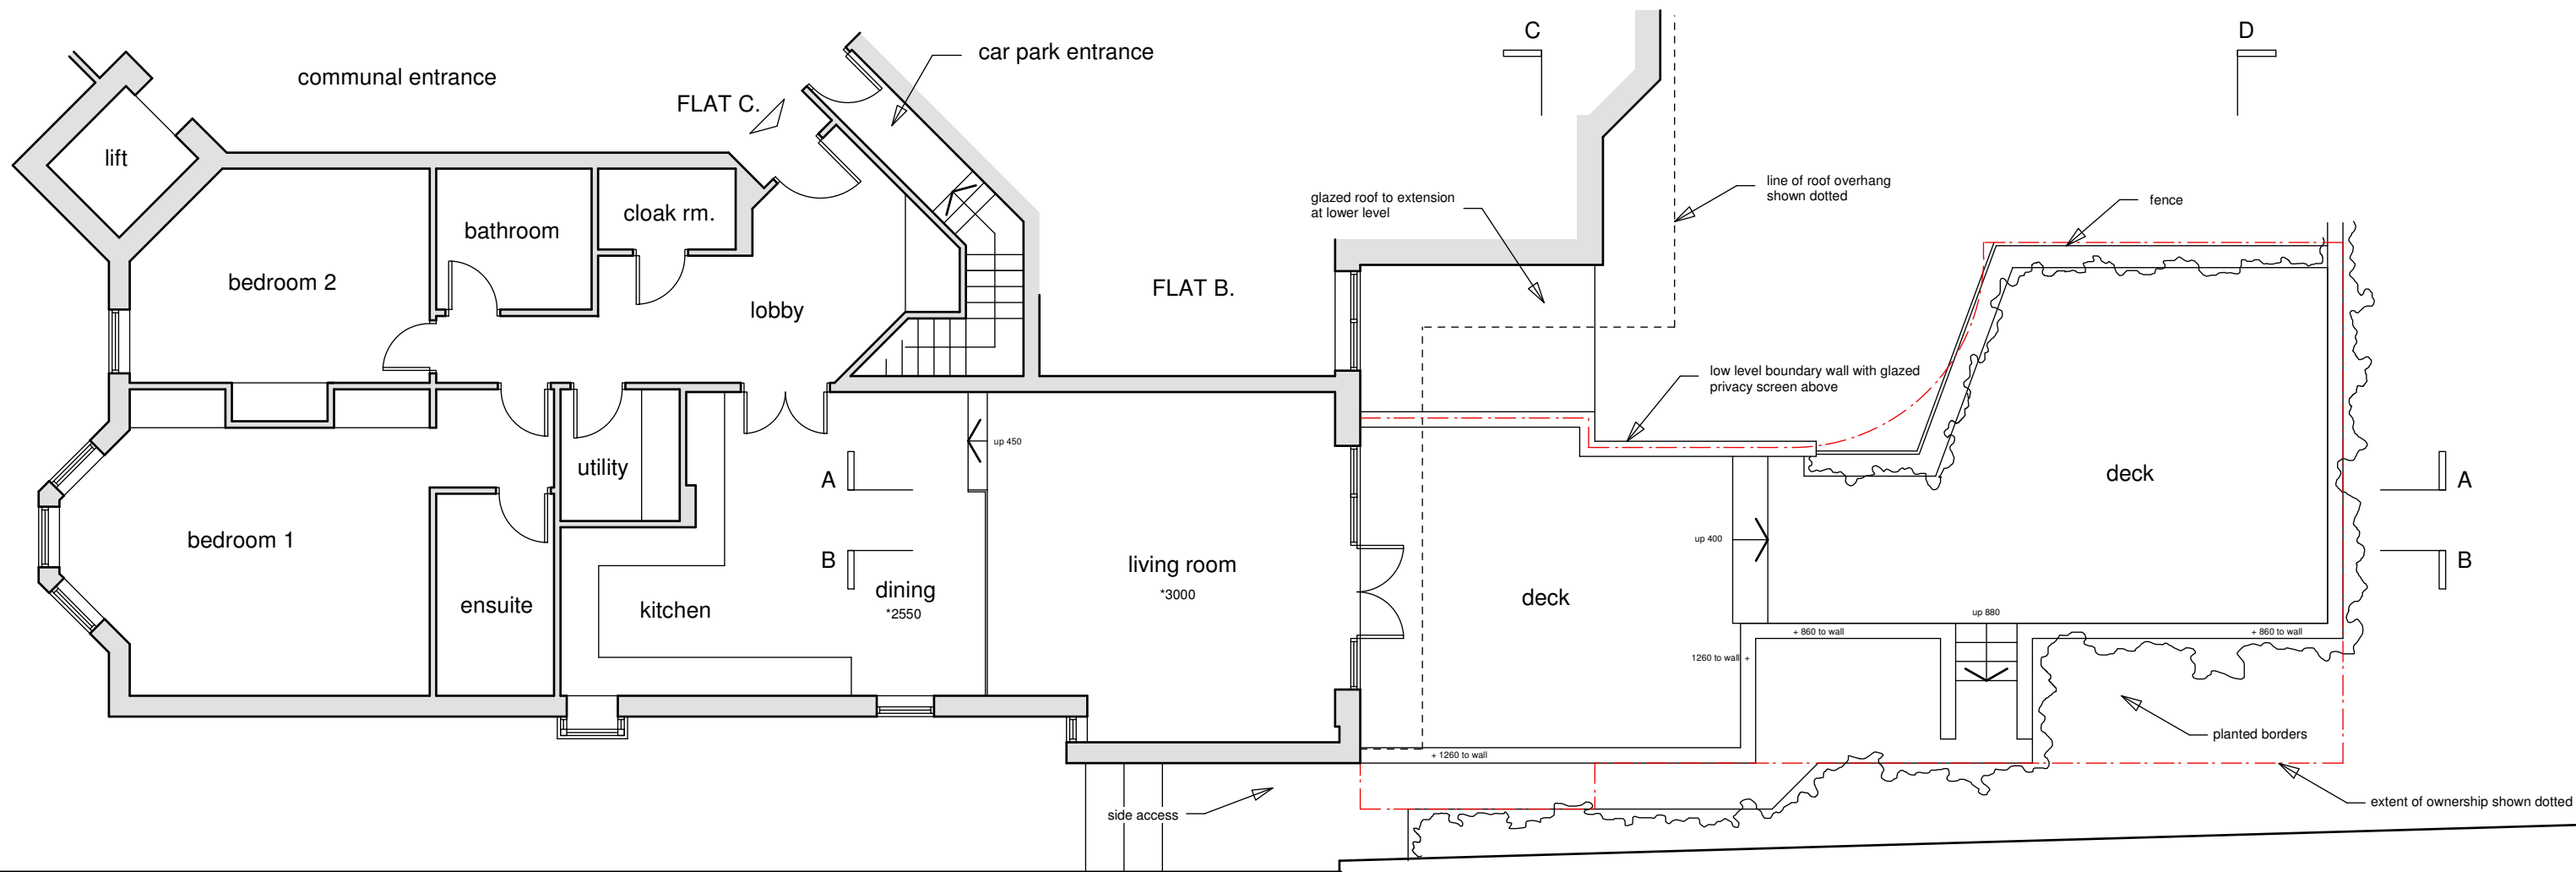 C
D
car park entrance
communal entrance
FLAT C.
lift
line of roof overhang
shown dotted
glazed roof to extension
at lower level
fence
cloak rm.
bathroom
bedroom 2
FLAT B.
lobby
low level boundary wall with glazed
privacy screen above
up 450
utility
A
deck
A
bedroom 1
up 400
B
living room
*3000
B
dining
*2550
ensuite
kitchen
deck
up 880
+ 860 to wall
+ 860 to wall
1260 to wall +
planted borders
+ 1260 to wall
extent of ownership shown dotted
side access